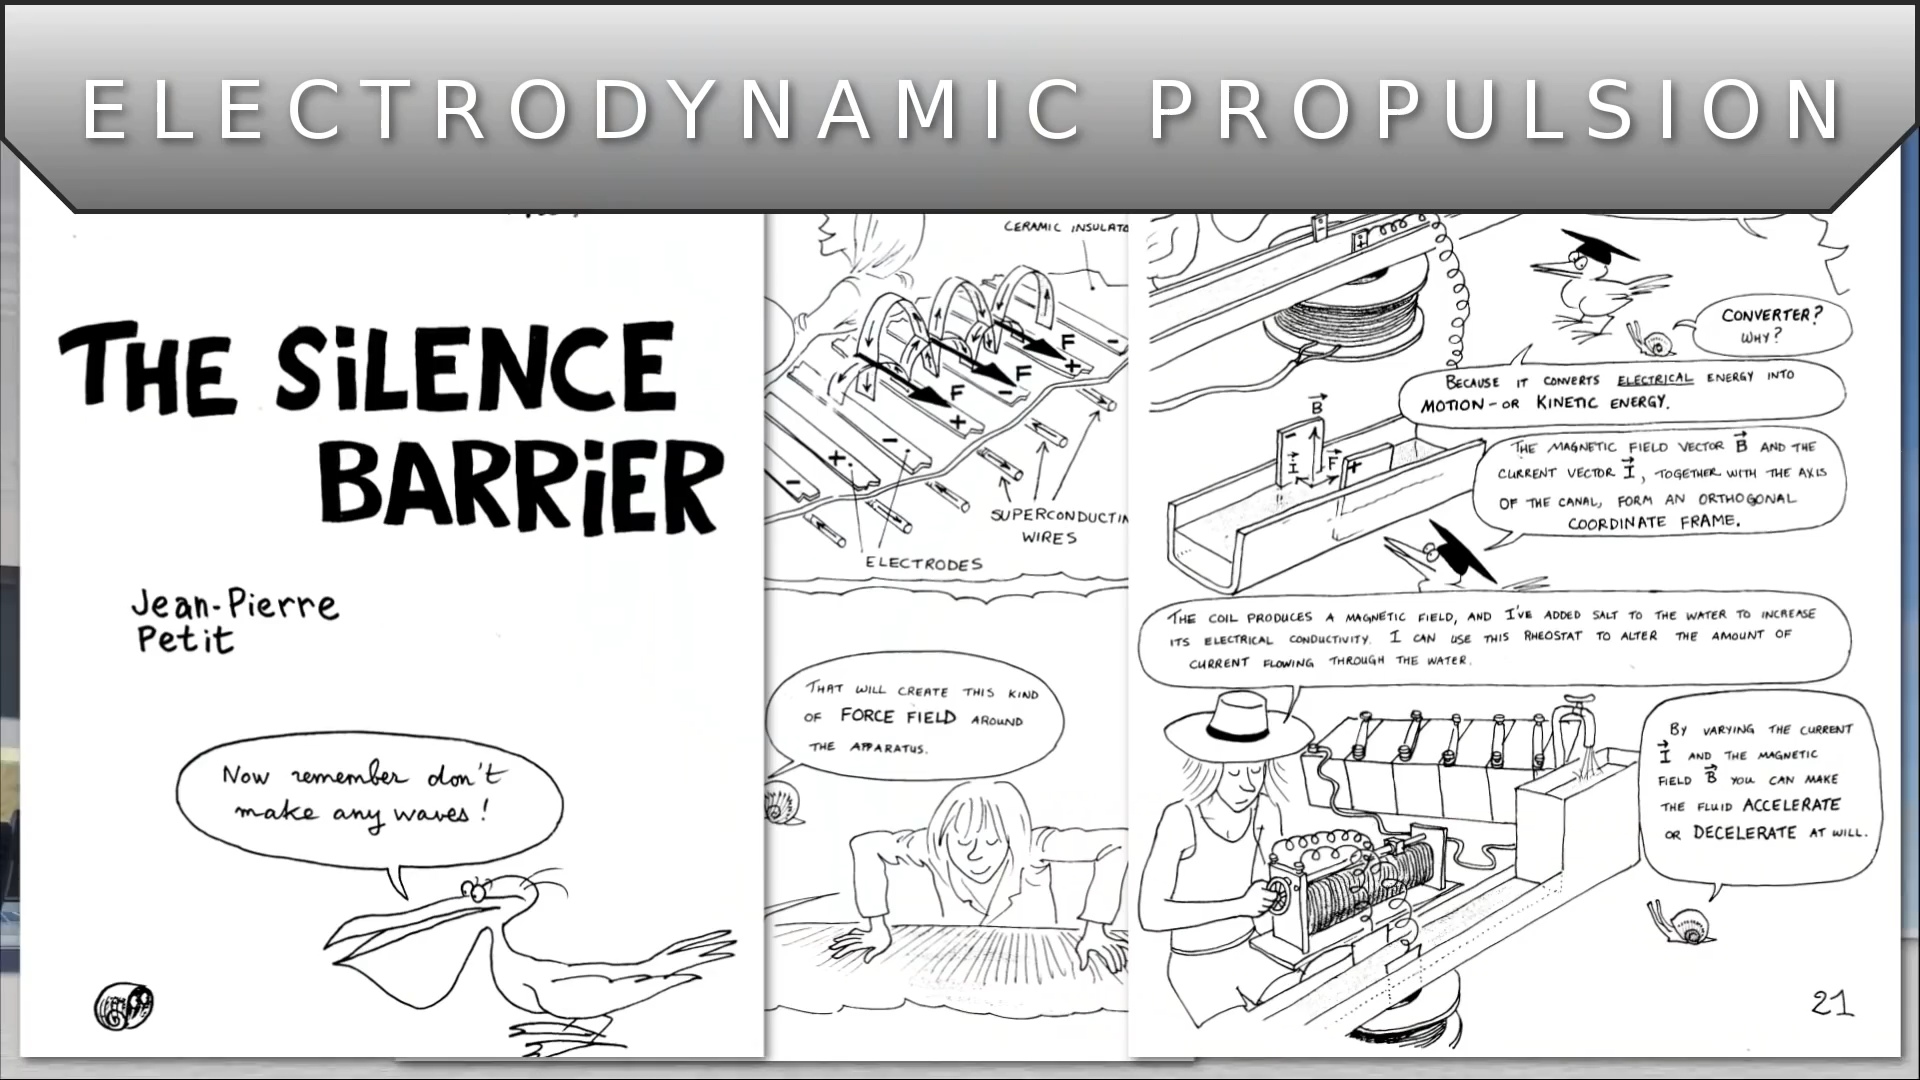 ELECTRODYNAMIC PROPULSION
THE SiLENCE
BARRiER
Jean-Pierre
Petit
Now remember don't
make any waves!
CERAMIC
F
-
+
F
-
F
+
-
+
-
SUPERCONDUCTIN
WIRES
ELECTRODES
THAT WILL CREATE THIS KIND
OF FORCE FIELD AROUND
THE APPARATUS.
CONVERTER?
WHY?
BECAUSE IT CONVERTS ELECTRICAL ENERGY INTO
MOTION - OR KINETIC ENERGY.
B
-
I
F
+
THE MAGNETIC FIELD VECTOR B AND THE
CURRENT VECTOR I, TOGETHER WITH THE AXIS
OF THE CANAL, FORM AN ORTHOGONAL
COORDINATE FRAME.
THE COIL PRODUCES A MAGNETIC FIELD, AND I'VE ADDED SALT TO THE WATER TO INCREASE
ITS ELECTRICAL CONDUCTIVITY. I CAN USE THIS RHEOSTAT TO ALTER THE AMOUNT OF
CURRENT FLOWING THROUGH THE WATER.
BY VARYING THE CURRENT
I AND THE MAGNETIC
FIELD B YOU CAN MAKE
THE FLUID ACCELERATE
OR DECELERATE AT WILL.
21